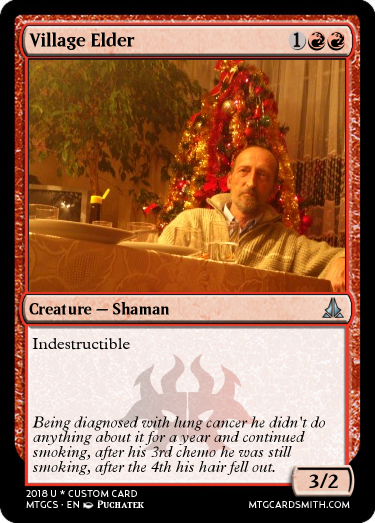 Village Elder 1
Creature — Shaman
Indestructible
Being diagnosed with lung cancer he didn't do
anything about it for a year and continued
smoking, after his 3rd chemo he was still
smoking, after the 4th his hair fell out.
3/2
2018 U * CUSTOM CARD
MTGCS • EN PUCHATEK
MTGCARDSMITH.COM